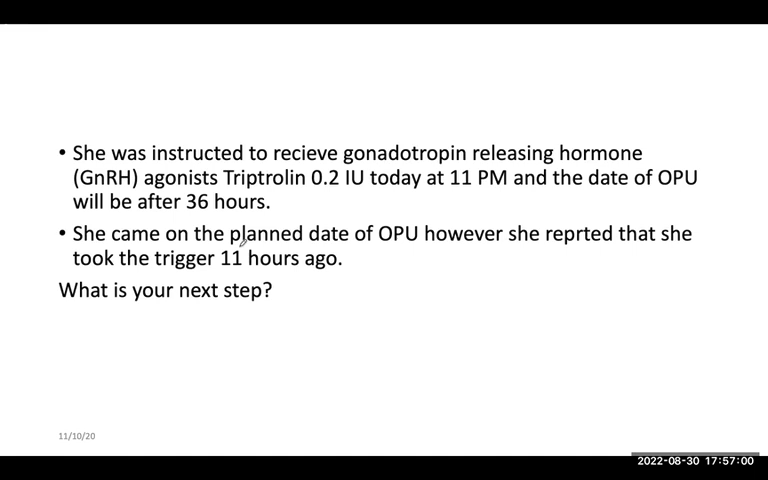 • She was instructed to recieve gonadotropin releasing hormone
(GnRH) agonists Triptrolin 0.2 IU today at 11 PM and the date of OPU
will be after 36 hours.
• She came on the planned date of OPU however she reprted that she
took the trigger 11 hours ago.
What is your next step?
11/10/20
2022-08-30 17:57:00